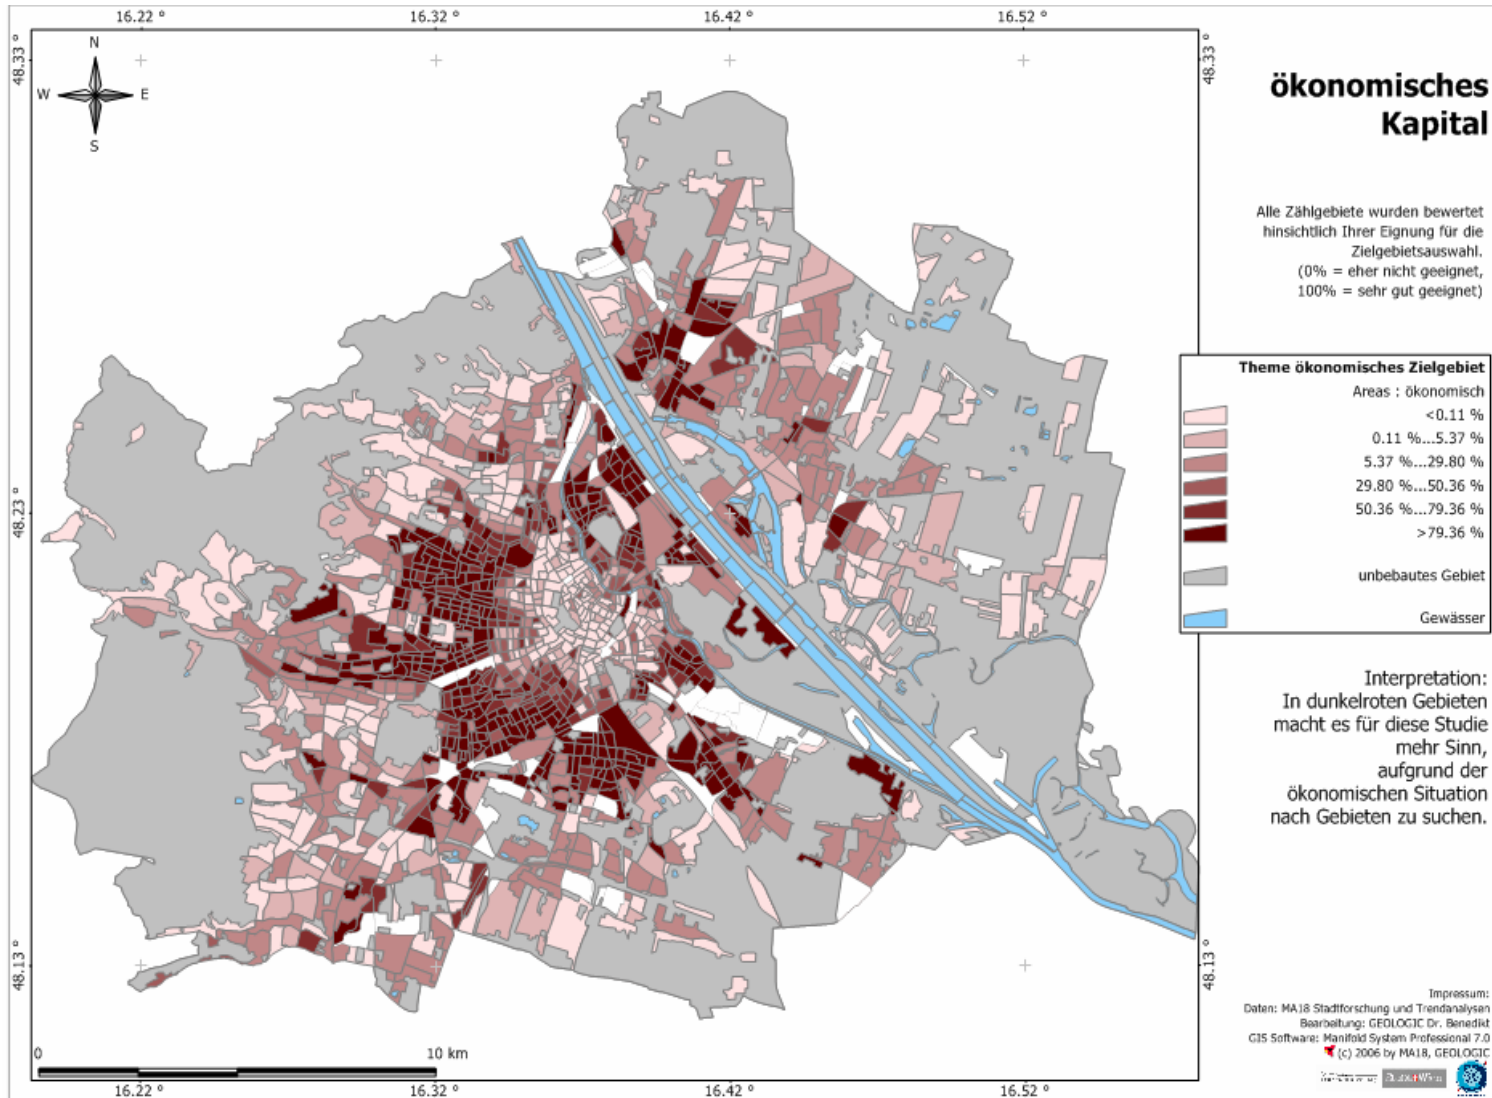 16.22 °
16.32 °
16.42 °
16.52 °
48.33 °
48.33 °
N
W
E
S
ökonomisches
Kapital
Alle Zählgebiete wurden bewertet
hinsichtlich Ihrer Eignung für die
Zielgebietsauswahl.
(0% = eher nicht geeignet,
100% = sehr gut geeignet)
Theme ökonomisches Zielgebiet
Areas : ökonomisch
<0.11 %
0.11 %...5.37 %
5.37 %...29.80 %
29.80 %...50.36 %
50.36 %...79.36 %
>79.36 %
unbebautes Gebiet
Gewässer
48.23 °
Interpretation:
In dunkelroten Gebieten
macht es für diese Studie
mehr Sinn,
aufgrund der
ökonomischen Situation
nach Gebieten zu suchen.
48.13 °
48.13 °
Impressum:
Daten: MA18 Stadtforschung und Trendanalysen
Bearbeitung: GEOLOGIC Dr. Benedikt
GIS Software: Manifold System Professional 7.0
(c) 2006 by MA18, GEOLOGIC
0
10 km
16.22 °
16.32 °
16.42 °
16.52 °